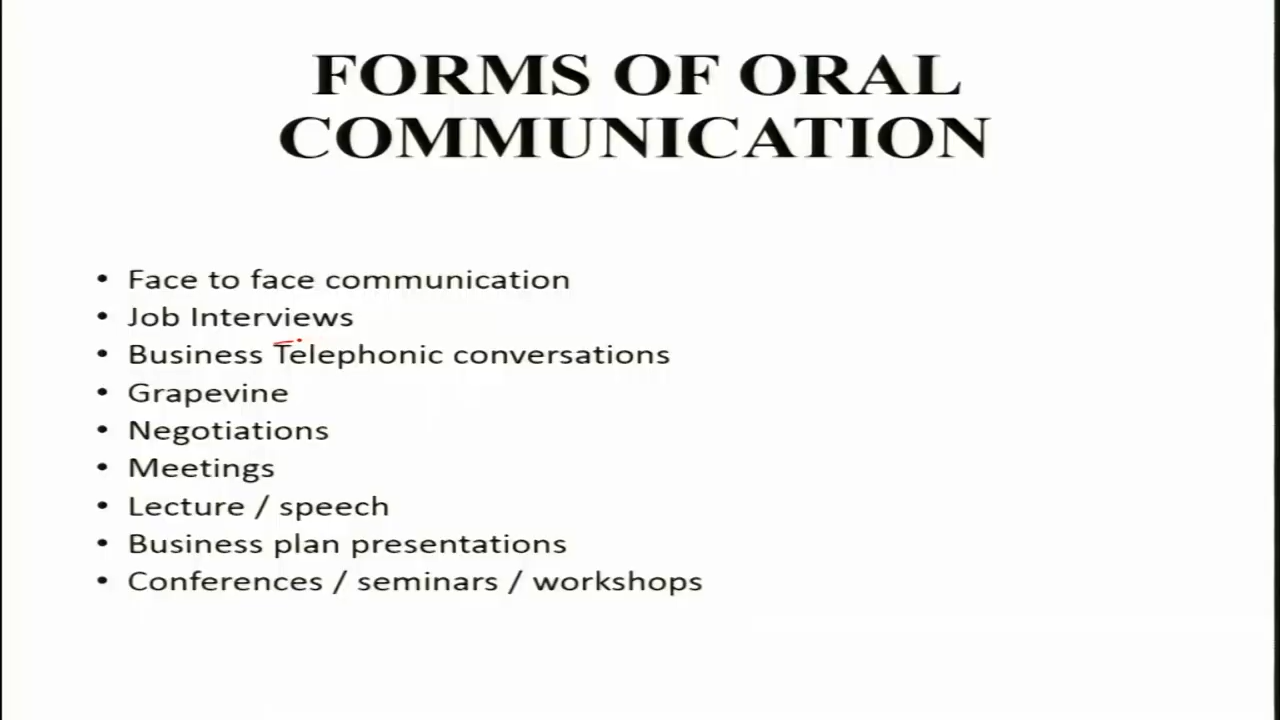 FORMS OF ORAL
COMMUNICATION
• Face to face communication
• Job Interviews
• Business Telephonic conversations
• Grapevine
• Negotiations
• Meetings
• Lecture / speech
• Business plan presentations
• Conferences / seminars / workshops